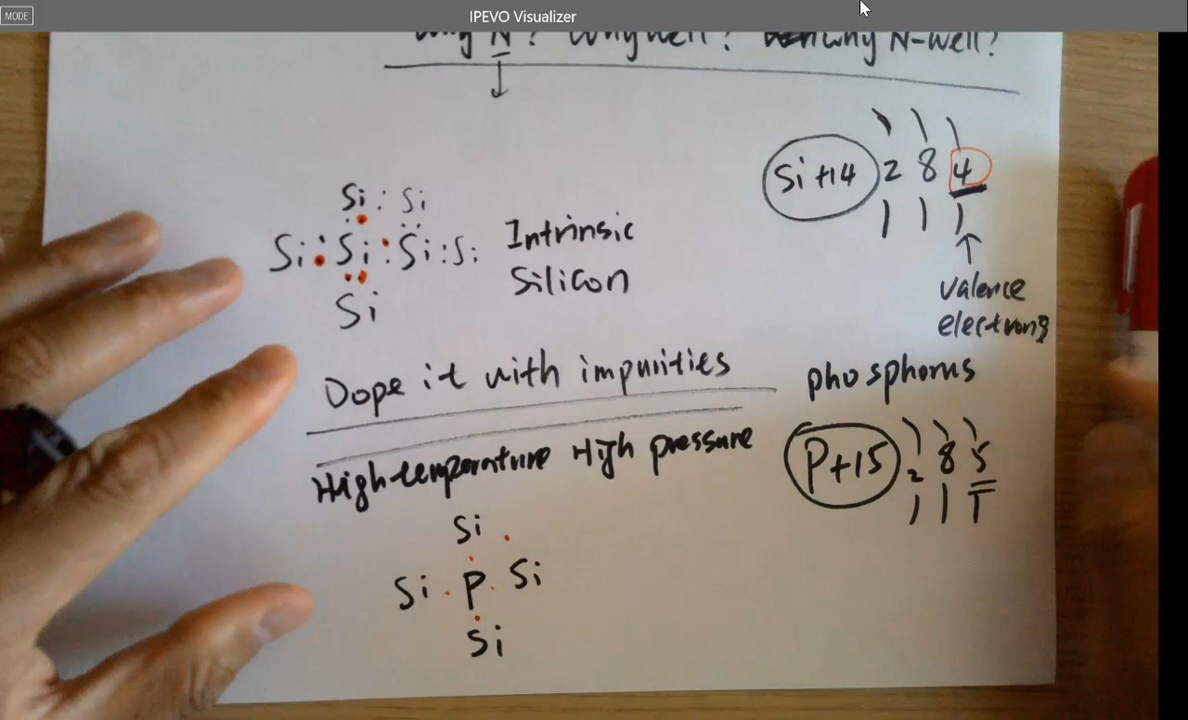 MODE
IPEVO Visualizer
Why N? Why Well? Why N-Well?
Si : Si
Si : Si : Si : Si
Si
Intrinsic
Silicon
Si +14 2 8 4
Valence
electrons
Dope it with impurities
High-temperature High pressure
phosphorus
P+15 2 8 5
Si
Si . P . Si
Si